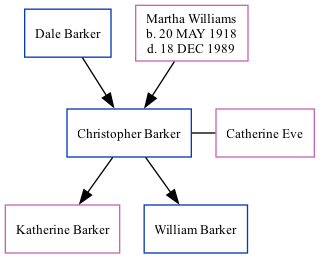 Dale Barker
Martha Williams
b. 20 MAY 1918
d. 18 DEC 1989
Christopher Barker
Catherine Eve
Katherine Barker
William Barker